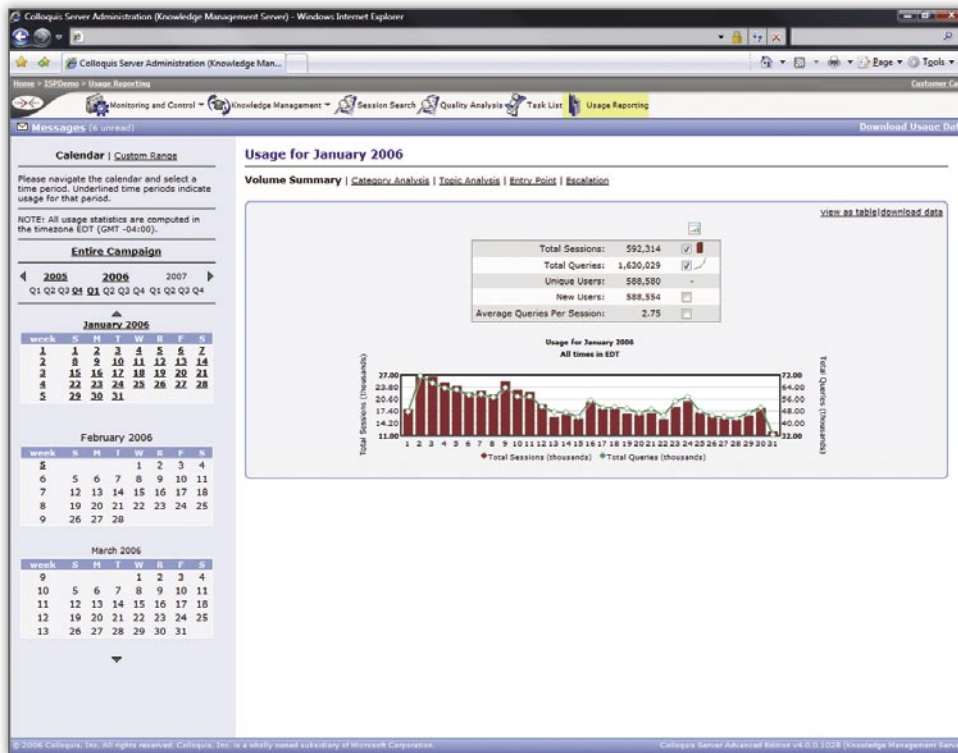 Colloquis Server Administration (Knowledge Management Server) - Windows Internet Explorer
Colloquis Server Administration (Knowledge Man...
Page
Tools
Home > ISPDemo > Usage Reporting
Customer Ca
Monitoring and Control
Knowledge Management
Session Search
Quality Analysis
Task List
Usage Reporting
Messages (6 unread)
Download Usage Dat
Calendar | Custom Range
Please navigate the calendar and select a
time period. Underlined time periods indicate
usage for that period.
NOTE: All usage statistics are computed in
the timezone EDT (GMT -04:00).
Entire Campaign
2005 2006 2007
Q1 Q2 Q3 Q4 Q1 Q2 Q3 Q4 Q1 Q2 Q3 Q4
January 2006
week S M T W R F S
1 1 2 3 4 5 6 7
2 8 9 10 11 12 13 14
3 15 16 17 18 19 20 21
4 22 23 24 25 26 27 28
5 29 30 31
February 2006
week S M T W R F S
5 1 2 3 4
6 5 6 7 8 9 10 11
7 12 13 14 15 16 17 18
8 19 20 21 22 23 24 25
9 26 27 28
March 2006
week S M T W R F S
9 1 2 3 4
10 5 6 7 8 9 10 11
11 12 13 14 15 16 17 18
12 19 20 21 22 23 24 25
13 26 27 28 29 30 31
Usage for January 2006
Volume Summary | Category Analysis | Topic Analysis | Entry Point | Escalation
view as table|download data
Total Sessions: 592,314
Total Queries: 1,630,029
Unique Users: 588,580 -
New Users: 588,554
Average Queries Per Session: 2.75
Usage for January 2006
All times in EDT
Total Sessions (thousands)
27.00
23.80
20.60
17.40
14.20
11.00
Total Queries (thousands)
72.00
64.00
56.00
48.00
40.00
32.00
1 2 3 4 5 6 7 8 9 10 11 12 13 14 15 16 17 18 19 20 21 22 23 24 25 26 27 28 29 30 31
Total Sessions (thousands) Total Queries (thousands)
© 2006 Colloquis, Inc. All rights reserved. Colloquis, Inc. is a wholly owned subsidiary of Microsoft Corporation.
Colloquis Server Advanced Edition v4.0.0.1028 (Knowledge Management Serv